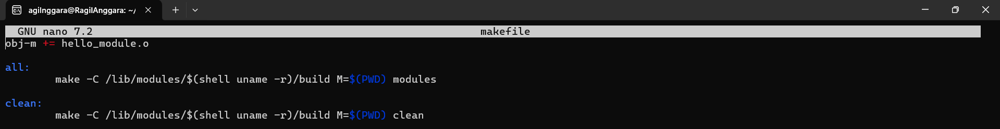 agilnggara@RagilAnggara: ~/
GNU nano 7.2 makefile
obj-m += hello_module.o
all:
make -C /lib/modules/$(shell uname -r)/build M=$(PWD) modules
clean:
make -C /lib/modules/$(shell uname -r)/build M=$(PWD) clean